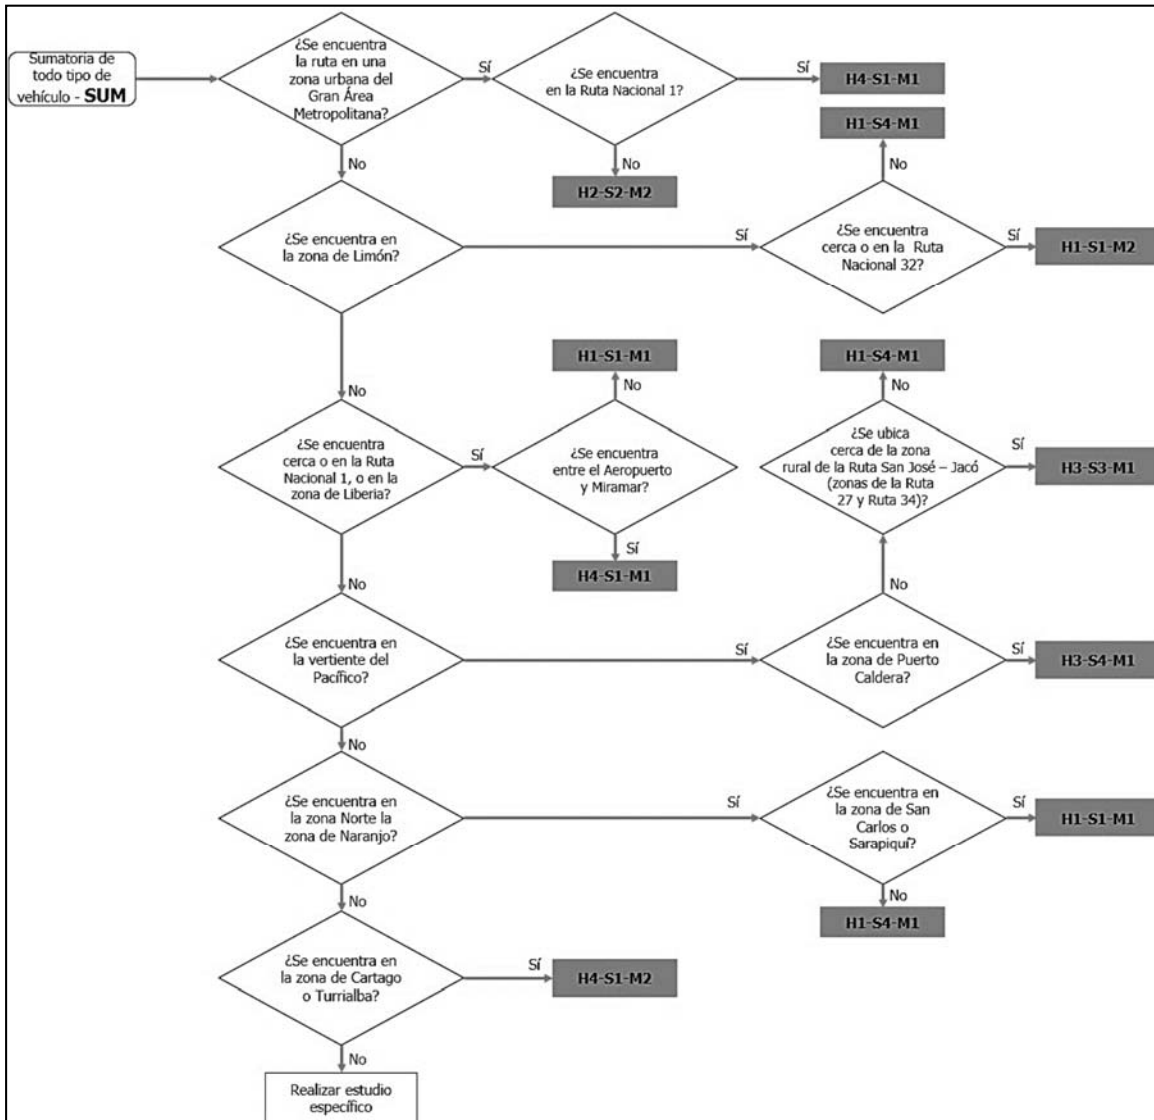 Sumatoria de
todo tipo de
vehículo - SUM
¿Se encuentra
la ruta en una
zona urbana del
Gran Área
Metropolitana?
Sí
¿Se encuentra
en la Ruta Nacional 1?
Sí
H4-S1-M1
No
H2-S2-M2
No
¿Se encuentra en
la zona de Limón?
Sí
¿Se encuentra
cerca o en la Ruta
Nacional 32?
No
H1-S4-M1
Sí
H1-S1-M2
No
¿Se encuentra
cerca o en la Ruta
Nacional 1, o en la
zona de Liberia?
Sí
¿Se encuentra
entre el Aeropuerto
y Miramar?
No
H1-S1-M1
Sí
H4-S1-M1
No
¿Se encuentra en
la vertiente del
Pacífico?
Sí
¿Se encuentra en
la zona de Puerto
Caldera?
Sí
H3-S4-M1
No
¿Se ubica
cerca de la zona
rural de la Ruta San José – Jacó
(zonas de la Ruta
27 y Ruta 34)?
Sí
H3-S3-M1
No
H1-S4-M1
No
¿Se encuentra en
la zona Norte la
zona de Naranjo?
Sí
¿Se encuentra en
la zona de San
Carlos o
Sarapiquí?
Sí
H1-S1-M1
No
H1-S4-M1
No
¿Se encuentra en
la zona de Cartago
o Turrialba?
Sí
H4-S1-M2
No
Realizar estudio
específico